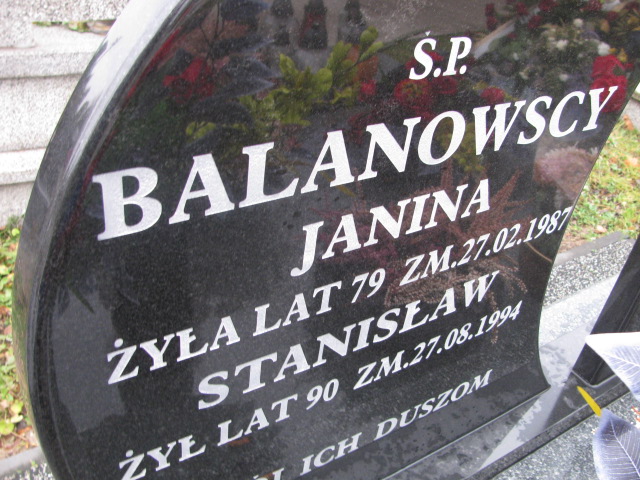 Ś.P.
BALANOWSCY
JANINA
ŻYŁA LAT 79 ZM.27.02.1987
STANISŁAW
ŻYŁ LAT 90 ZM.27.08.1994
ICH DUSZOM